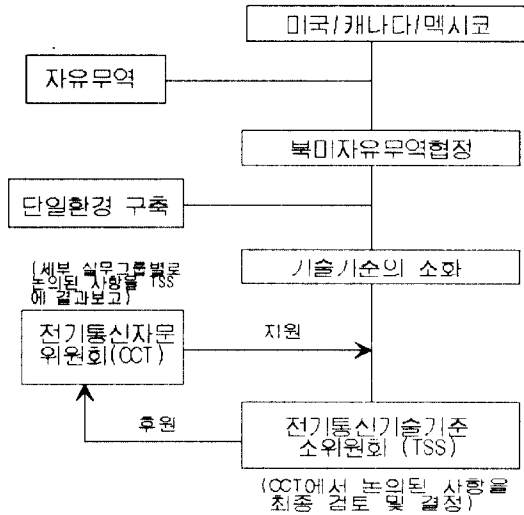 미국/캐나다/멕시코
자유무역
북미자유무역협정
단일환경 구축
기술기준의 소화
(세부 실무그룹별로
논의된 사항을 TSS
에 결과보고)
전기통신자문
위원회(CCT)
지원
후원
전기통신기술기준
소위원회 (TSS)
(CCT에서 논의된 사항을
최종 검토 및 결정)